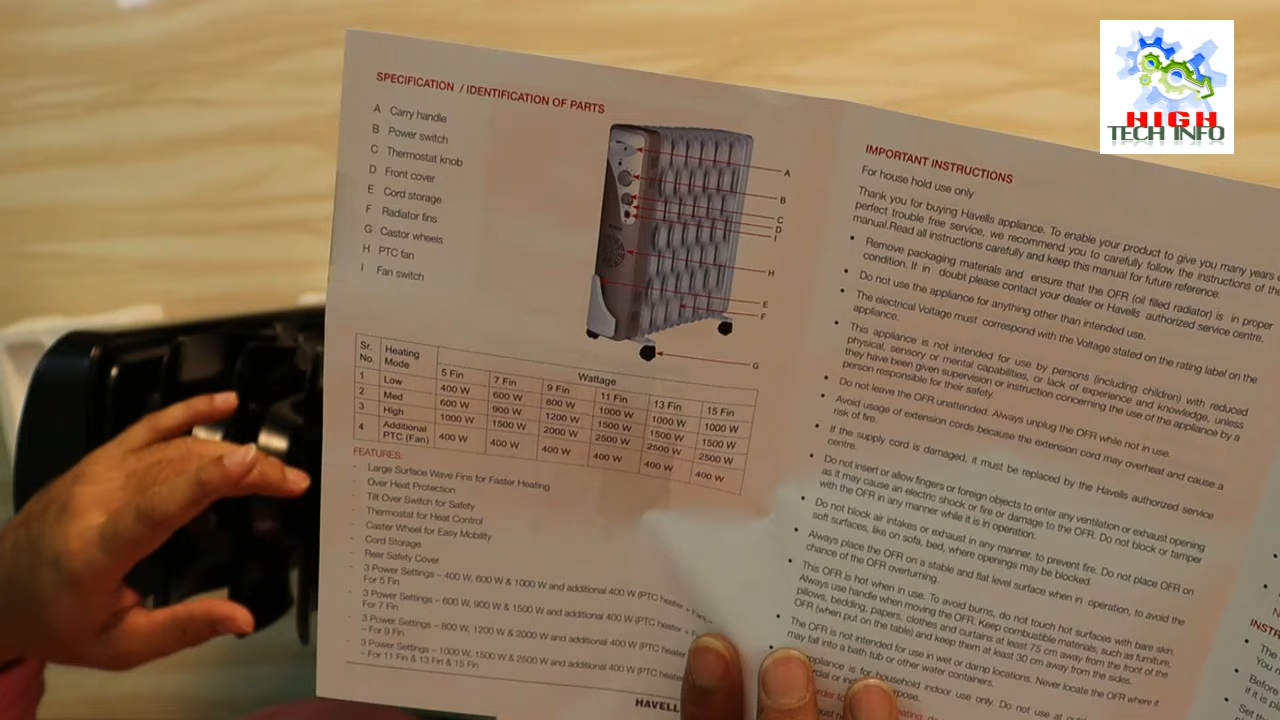 HIGH
TECH INFO
SPECIFICATION / IDENTIFICATION OF PARTS
A Carry handle
B Power switch
C Thermostat knob
D Front cover
E Cord storage
F Radiator fins
G Castor wheels
H PTC fan
I Fan switch
A
B
C
D
I
H
E
F
G
Sr. No. Heating Mode Wattage
5 Fin 7 Fin 9 Fin 11 Fin 13 Fin 15 Fin
1 Low 400 W 600 W 800 W 1000 W 1000 W 1000 W
2 Med 600 W 900 W 1200 W 1500 W 1500 W 1500 W
3 High 1000 W 1500 W 2000 W 2500 W 2500 W 2500 W
4 Additional PTC (Fan) 400 W 400 W 400 W 400 W 400 W 400 W
FEATURES:
- Large Surface Wave Fins for Faster Heating
- Over Heat Protection
- Tilt Over Switch for Safety
- Thermostat for Heat Control
- Caster Wheel for Easy Mobility
- Cord Storage
- Rear Safety Cover
- 3 Power Settings – 400 W, 600 W & 1000 W and additional 400 W (PTC heater + Fan) –
For 5 Fin
- 3 Power Settings – 600 W, 900 W & 1500 W and additional 400 W (PTC heater +
For 7 Fin
- 3 Power Settings – 800 W, 1200 W & 2000 W and additional 400 W (PTC heater
– For 9 Fin
- 3 Power Settings – 1000 W, 1500 W & 2500 W and additional 400 W (PTC
– For 11 Fin & 13 Fin & 15 Fin
HAVELL
IMPORTANT INSTRUCTIONS
For house hold use only
Thank you for buying Havells appliance. To enable your product to give you many years
perfect trouble free service, we recommend you to carefully follow the instructions of the
manual.Read all instructions carefully and keep this manual for future reference.
• Remove packaging materials and ensure that the OFR (oil filled radiator) is in proper
condition. If in doubt please contact your dealer or Havells authorized service centre.
• Do not use the appliance for anything other than intended use.
• The electrical Voltage must correspond with the Voltage stated on the rating label on the
appliance.
• This appliance is not intended for use by persons (including children) with reduced
physical, sensory or mental capabilities, or lack of experience and knowledge, unless
they have been given supervision or instruction concerning the use of the appliance by a
person responsible for their safety.
• Do not leave the OFR unattended. Always unplug the OFR while not in use.
• Avoid usage of extension cords because the extension cord may overheat and cause a
risk of fire.
• If the supply cord is damaged, it must be replaced by the Havells authorized service
centre.
• Do not insert or allow fingers or foreign objects to enter any ventilation or exhaust opening
as it may cause an electric shock or fire or damage to the OFR. Do not block or tamper
with the OFR in any manner while it is in operation.
• Do not block air intakes or exhaust in any manner, to prevent fire. Do not place OFR on
soft surfaces, like on sofa, bed, where openings may be blocked.
• Always place the OFR on a stable and flat level surface when in operation, to avoid the
chance of the OFR overturning.
• This OFR is hot when in use. To avoid burns, do not touch hot surfaces with bare skin.
Always use handle when moving the OFR. Keep combustible materials, such as furniture,
pillows, bedding, papers, clothes and curtains at least 75 cm away from the front of the
OFR (when put on the table) and keep them at least 30 cm away from the sides.
• The OFR is not intended for use in wet or damp locations. Never locate the OFR where it
may fall into a bath tub or other water containers.
appliance is for household indoor use only. Do not use at
INSTR
• The
You m
• Before
if it is p
• Set the